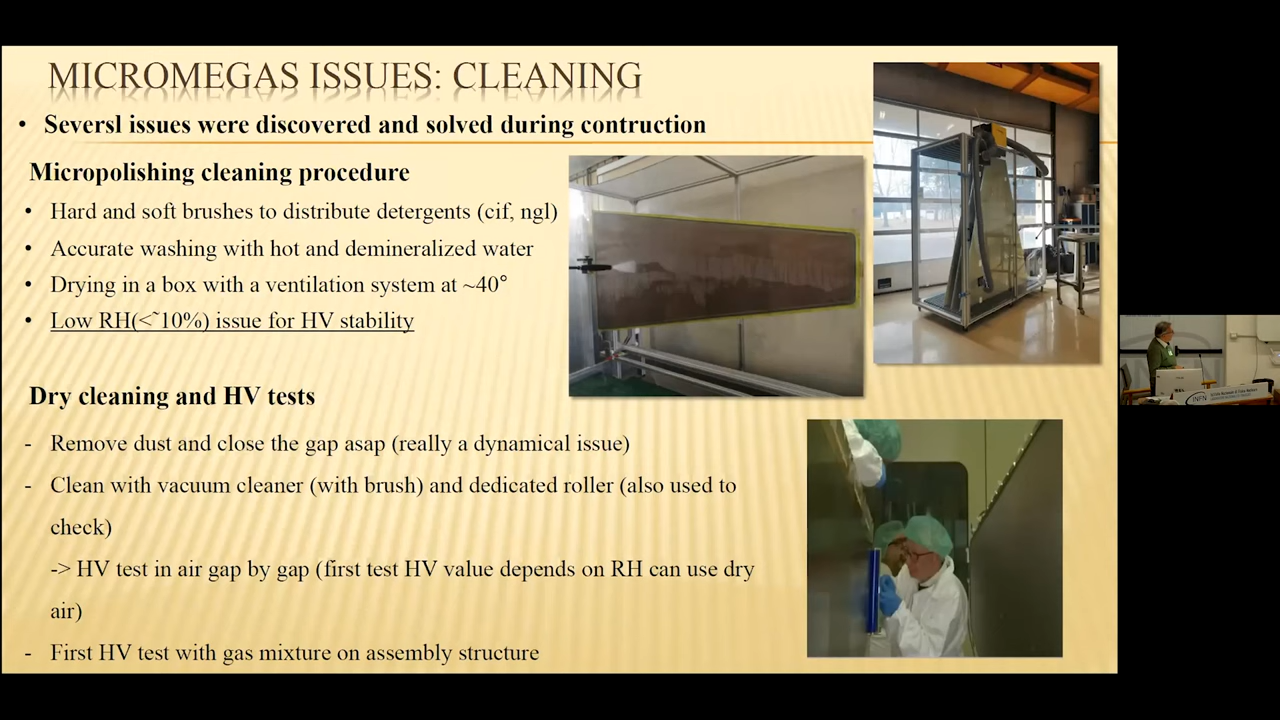 MICROMEGAS ISSUES: CLEANING
• Seversl issues were discovered and solved during contruction
Micropolishing cleaning procedure
• Hard and soft brushes to distribute detergents (cif, ngl)
• Accurate washing with hot and demineralized water
• Drying in a box with a ventilation system at ~40°
• Low RH(<~10%) issue for HV stability
Dry cleaning and HV tests
- Remove dust and close the gap asap (really a dynamical issue)
- Clean with vacuum cleaner (with brush) and dedicated roller (also used to
check)
-> HV test in air gap by gap (first test HV value depends on RH can use dry
air)
- First HV test with gas mixture on assembly structure
INFN